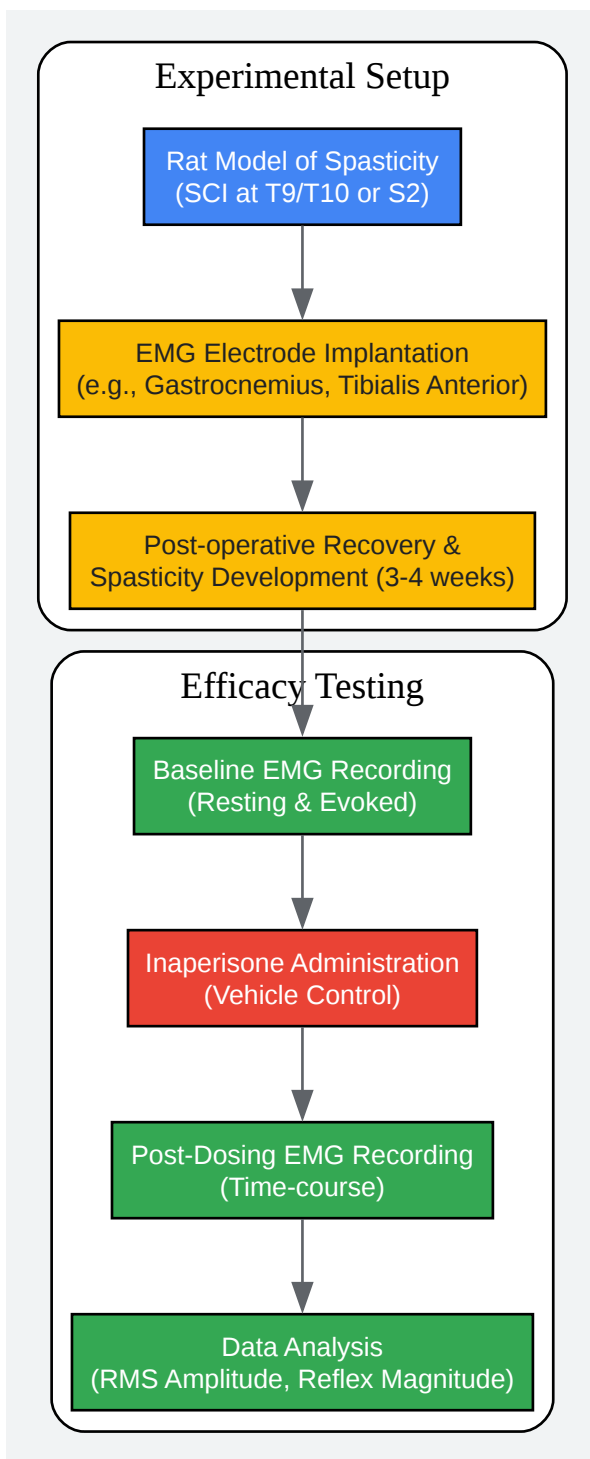 Experimental Setup
Rat Model of Spasticity
(SCI at T9/T10 or S2)
EMG Electrode Implantation
(e.g., Gastrocnemius, Tibialis Anterior)
Post-operative Recovery &
Spasticity Development (3-4 weeks)
Efficacy Testing
Baseline EMG Recording
(Resting & Evoked)
Inaperisone Administration
(Vehicle Control)
Post-Dosing EMG Recording
(Time-course)
Data Analysis
(RMS Amplitude, Reflex Magnitude)